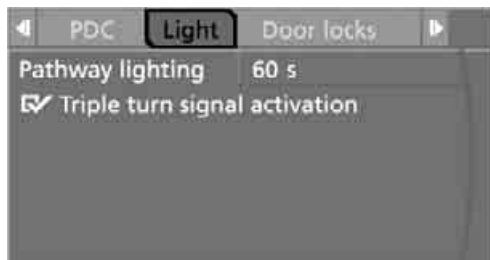 PDC Light Door locks
Pathway lighting 60 s
Triple turn signal activation